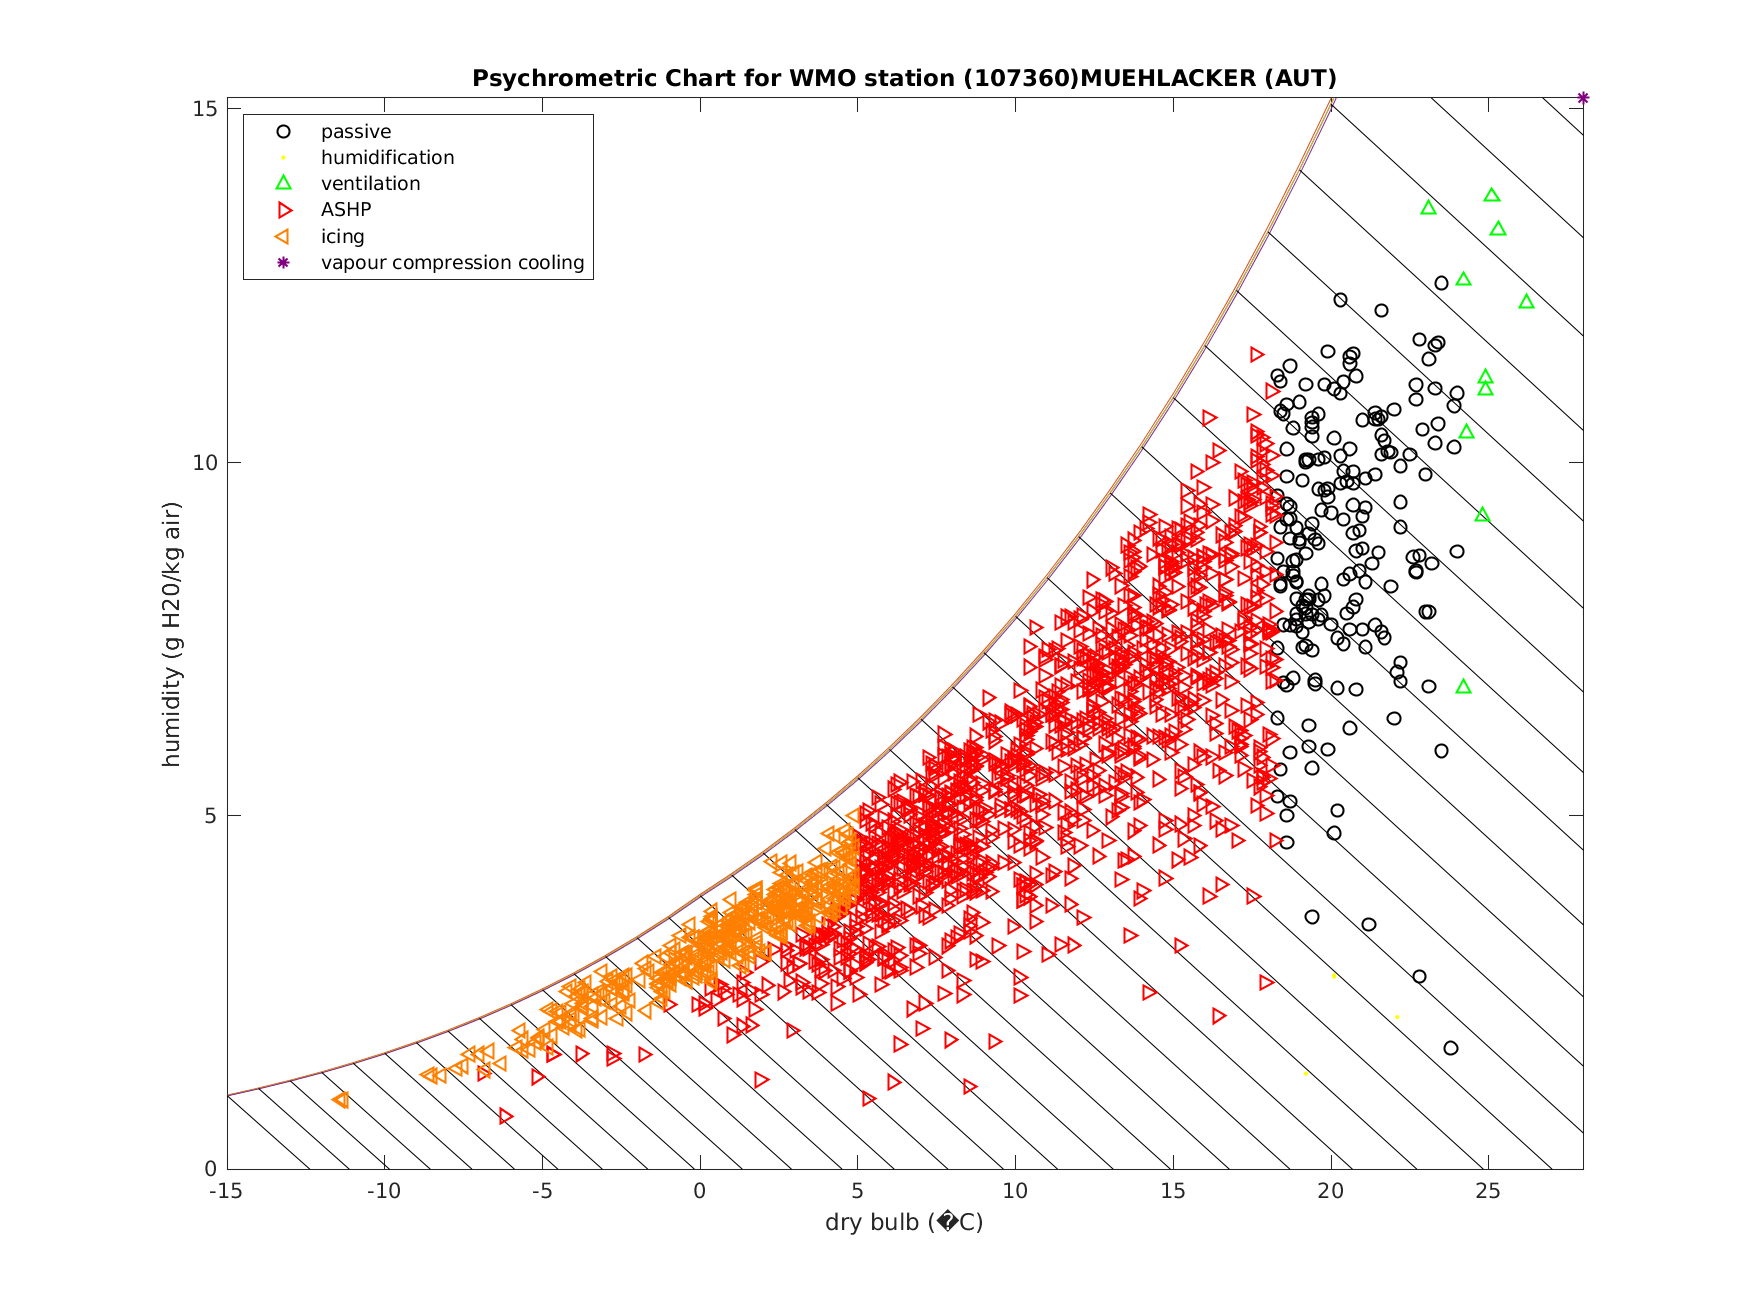 Psychrometric Chart for WMO station (107360)MUEHLACKER (AUT)
15
10
5
0
humidity (g H20/kg air)
passive
humidification
ventilation
ASHP
icing
vapour compression cooling
-15 -10 -5 0 5 10 15 20 25
dry bulb (�C)